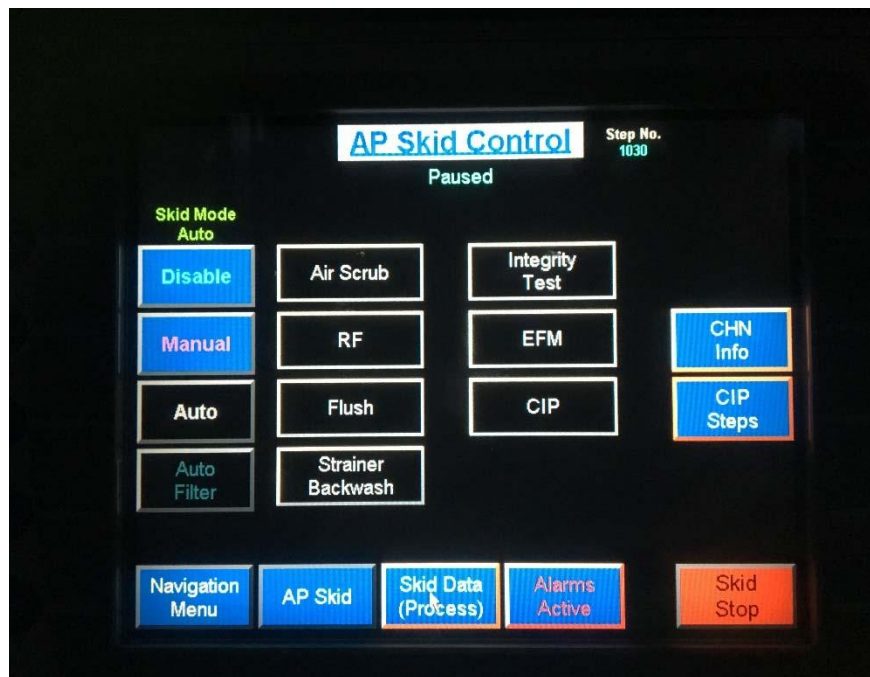 AP Skid Control
Step No.
1030
Paused
Skid Mode
Auto
Disable
Air Scrub
Integrity
Test
Manual
RF
EFM
CHN
Info
Auto
Flush
CIP
CIP
Steps
Auto
Filter
Strainer
Backwash
Navigation
Menu
AP Skid
Skid Data
(Process)
Alarms
Active
Skid
Stop